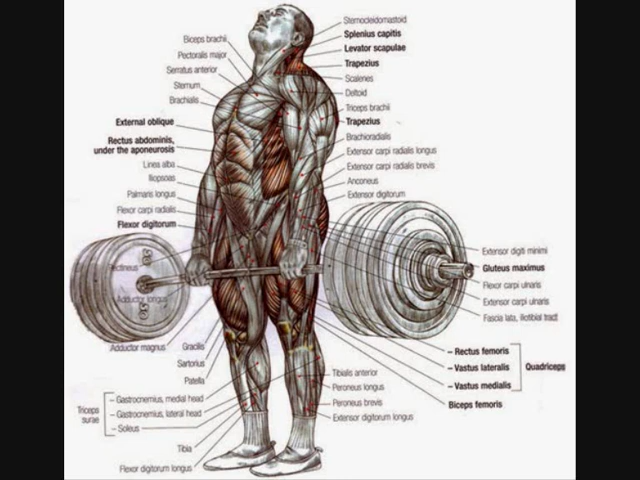 Biceps brachii
Pectoralis major
Serratus anterior
Sternum
Brachialis
External oblique
Rectus abdominis,
under the aponeurosis
Linea alba
Iliopsoas
Palmaris longus
Flexor carpi radialis
Flexor digitorum
Pectineus
Adductor longus
Adductor magnus
Gracilis
Sartorius
Patella
Triceps
surae
Gastrocnemius, medial head
Gastrocnemius, lateral head
Soleus
Tibia
Flexor digitorum longus
Sternocleidomastoid
Splenius capitis
Levator scapulae
Trapezius
Scalenes
Deltoid
Triceps brachii
Trapezius
Brachioradialis
Extensor carpi radialis longus
Extensor carpi radialis brevis
Anconeus
Extensor digitorum
Extensor digiti minimi
Gluteus maximus
Flexor carpi ulnaris
Extensor carpi ulnaris
Fascia lata, iliotibial tract
Rectus femoris
Vastus lateralis
Vastus medialis
Quadriceps
Biceps femoris
Tibialis anterior
Peroneus longus
Peroneus brevis
Extensor digitorum longus